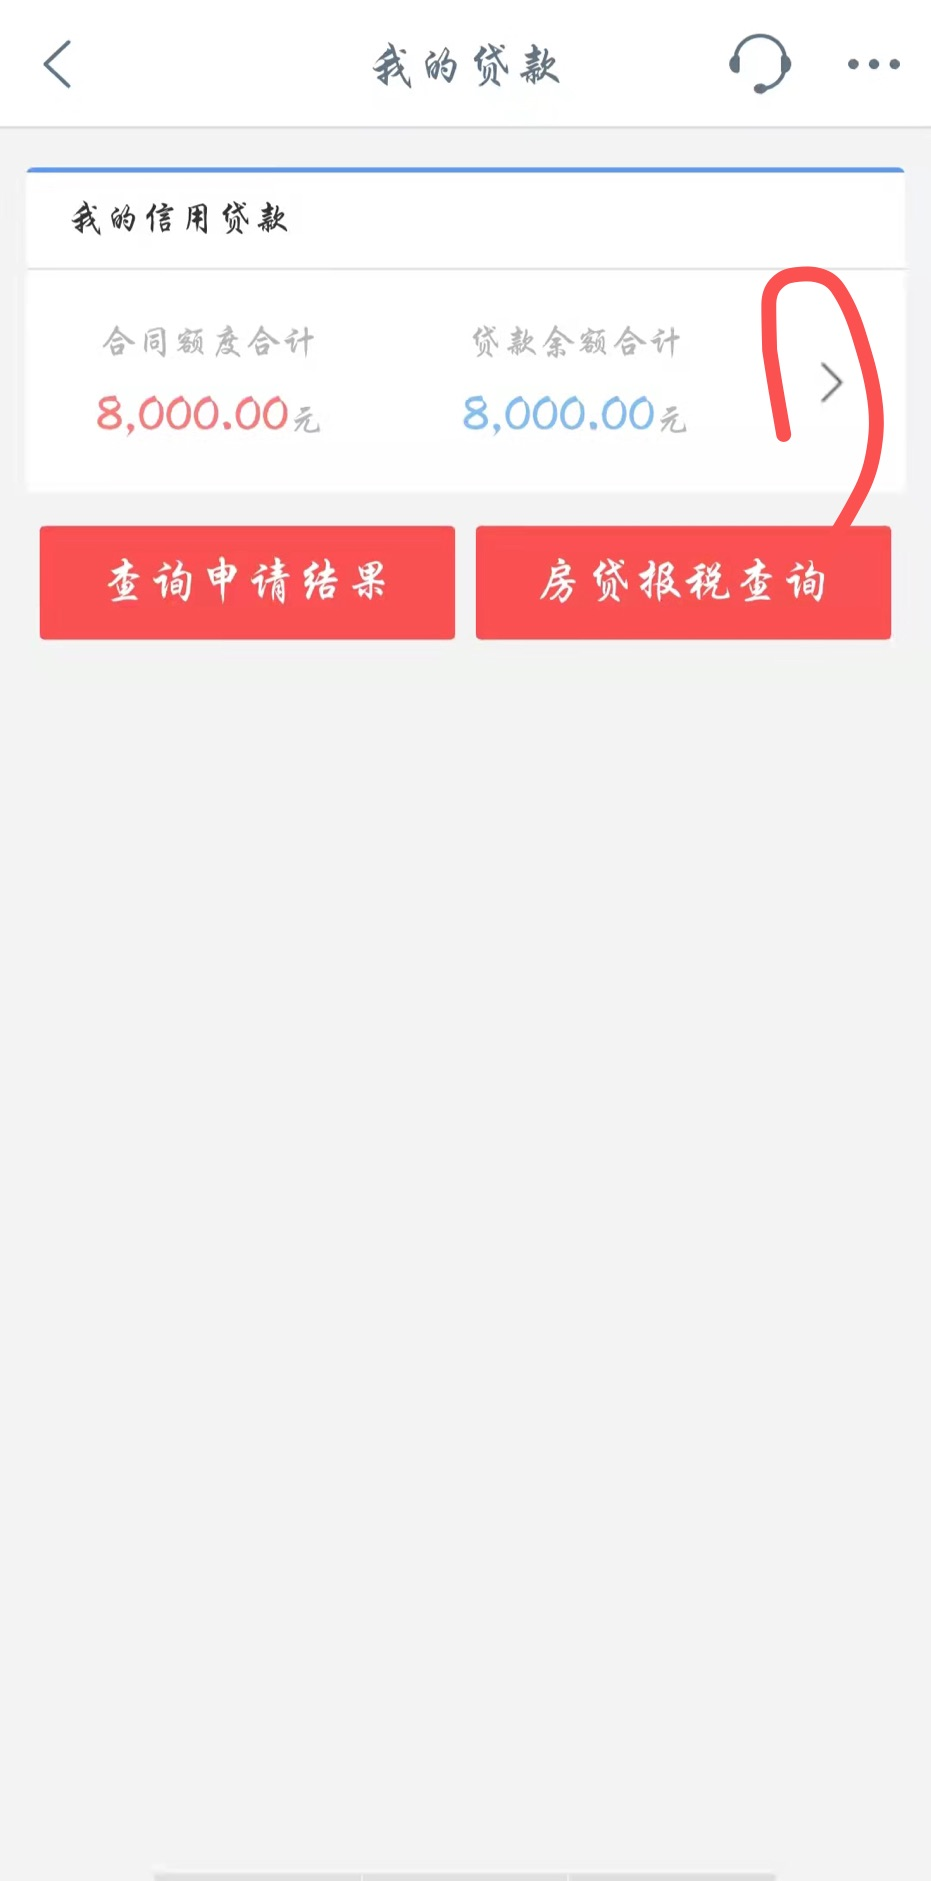 我的贷款
我的信用贷款
合同额度合计 贷款余额合计
8,000.00元 8,000.00元
查询申请结果 房贷报税查询